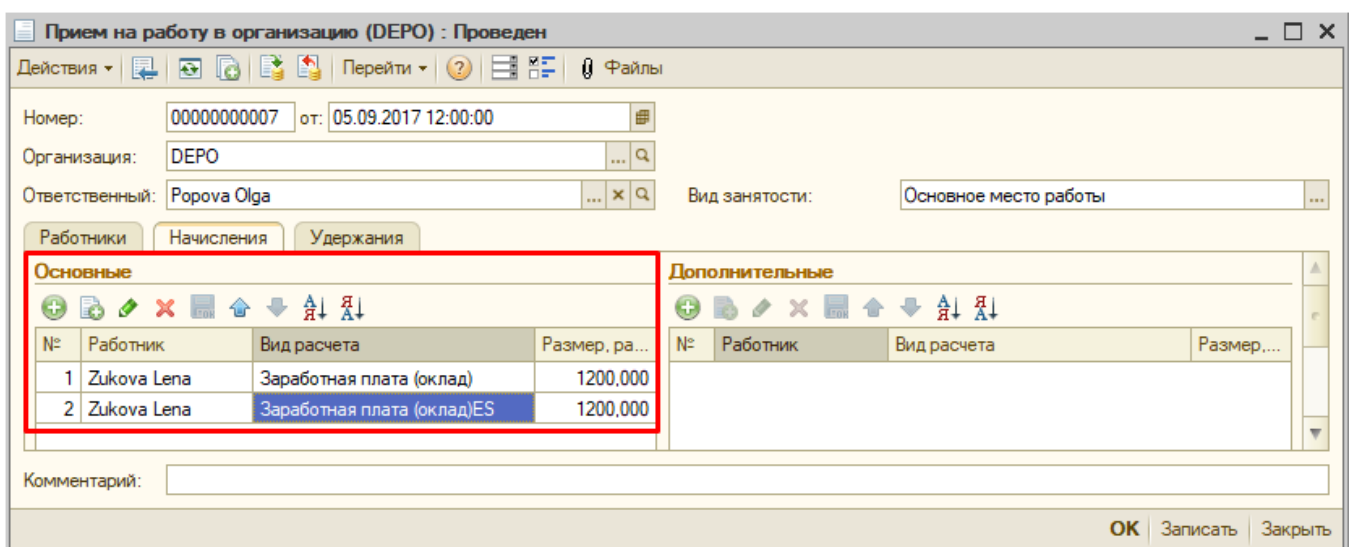 Прием на работу в организацию (DEPO) : Проведен
Действия Перейти Файлы
Номер: 00000000007 от: 05.09.2017 12:00:00
Организация: DEPO ...
Ответственный: Popova Olga ... Вид занятости: Основное место работы ...
Работники Начисления Удержания
Основные Дополнительные
№ Работник Вид расчета Размер, ра... № Работник Вид расчета Размер,...
1 Zukova Lena Заработная плата (оклад) 1200,000
2 Zukova Lena Заработная плата (оклад)ES 1200,000
Комментарий:
OK Записать Закрыть